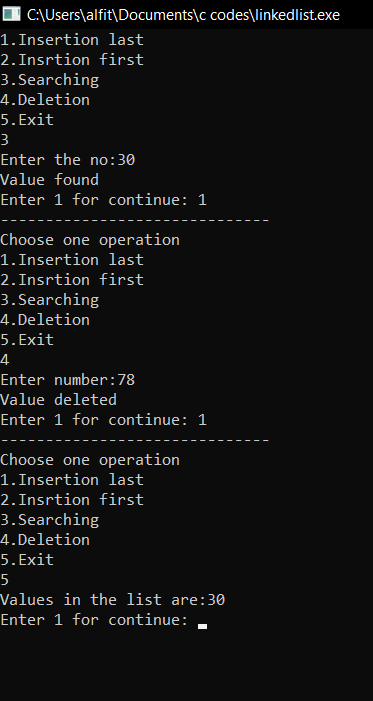 C:\Users\alfit\Documents\c codes\linkedlist.exe
1.Insertion last
2.Insrtion first
3.Searching
4.Deletion
5.Exit
3
Enter the no:30
Value found
Enter 1 for continue: 1
------------------------------
Choose one operation
1.Insertion last
2.Insrtion first
3.Searching
4.Deletion
5.Exit
4
Enter number:78
Value deleted
Enter 1 for continue: 1
------------------------------
Choose one operation
1.Insertion last
2.Insrtion first
3.Searching
4.Deletion
5.Exit
5
Values in the list are:30
Enter 1 for continue: